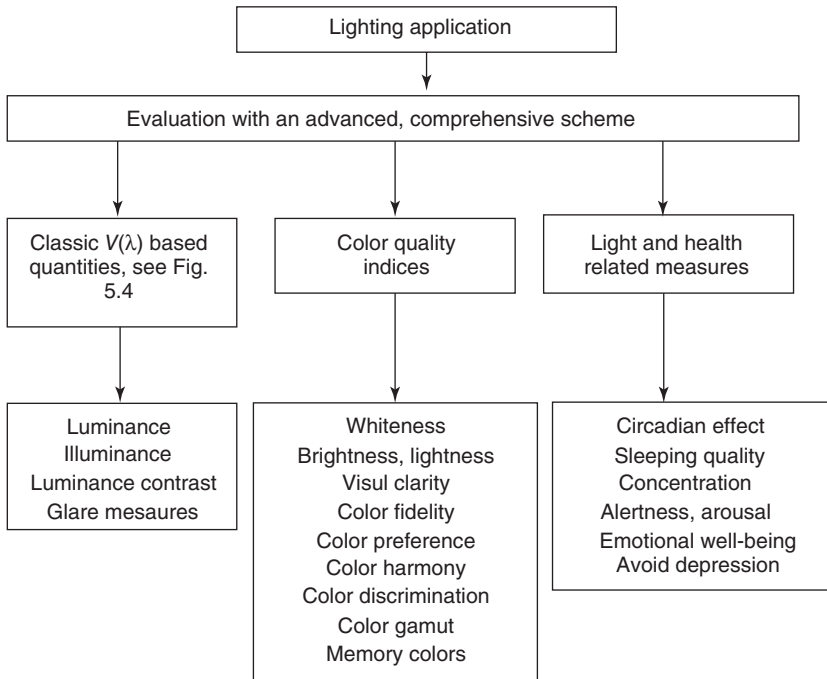 Lighting application
Evaluation with an advanced, comprehensive scheme
Classic V(λ) based
quantities, see Fig.
5.4
Color quality
indices
Light and health
related measures
Luminance
Illuminance
Luminance contrast
Glare mesaures
Whiteness
Brightness, lightness
Visul clarity
Color fidelity
Color preference
Color harmony
Color discrimination
Color gamut
Memory colors
Circadian effect
Sleeping quality
Concentration
Alertness, arousal
Emotional well-being
Avoid depression